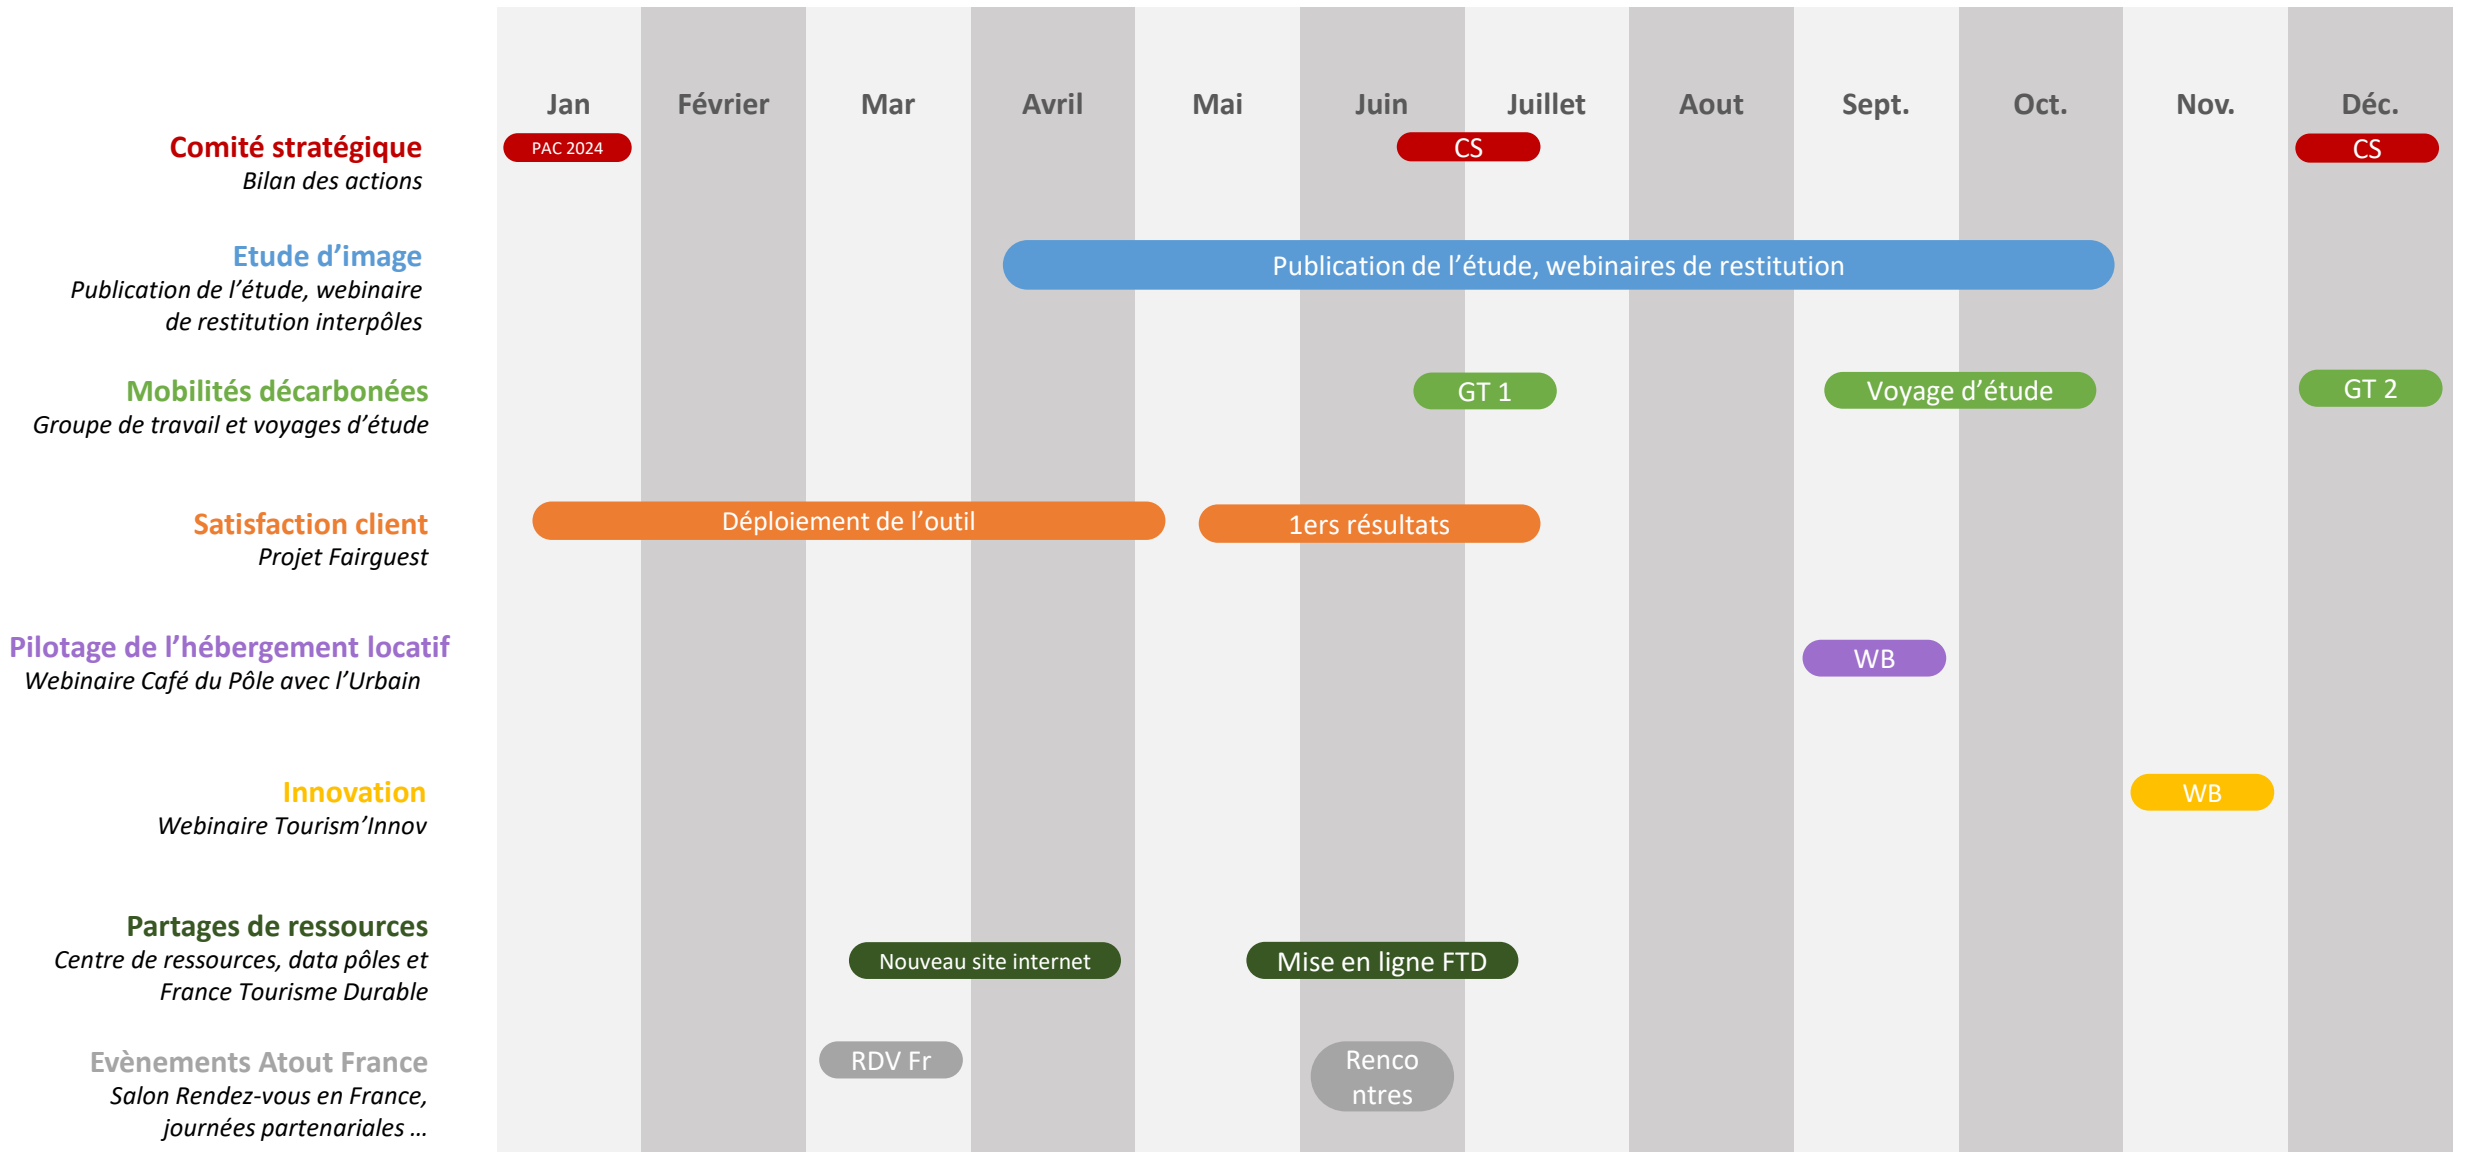 Jan Février Mar Avril Mai Juin Juillet Aout Sept. Oct. Nov. Déc.
Comité stratégique
Bilan des actions
PAC 2024
CS
CS
Etude d’image
Publication de l’étude, webinaire
de restitution interpôles
Publication de l’étude, webinaires de restitution
Mobilités décarbonées
Groupe de travail et voyages d’étude
GT 1
Voyage d’étude
GT 2
Satisfaction client
Projet Fairguest
Déploiement de l’outil
1ers résultats
Pilotage de l’hébergement locatif
Webinaire Café du Pôle avec l’Urbain
WB
Innovation
Webinaire Tourism’Innov
WB
Partages de ressources
Centre de ressources, data pôles et
France Tourisme Durable
Nouveau site internet
Mise en ligne FTD
Evènements Atout France
Salon Rendez-vous en France,
journées partenariales ...
RDV Fr
Renco
ntres